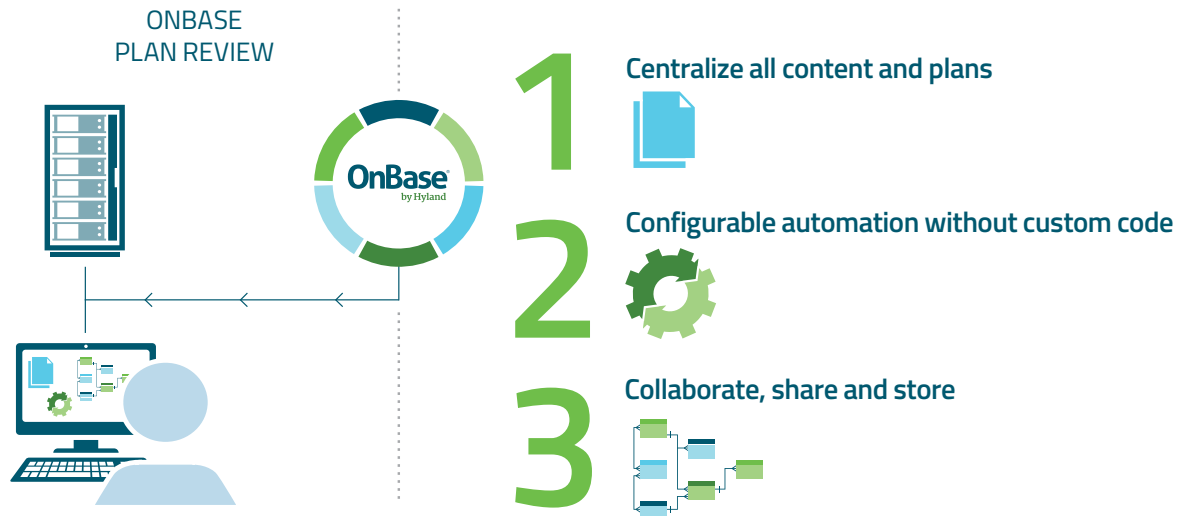 ONBASE
PLAN REVIEW
OnBase®
by Hyland
1
Centralize all content and plans
2
Configurable automation without custom code
3
Collaborate, share and store